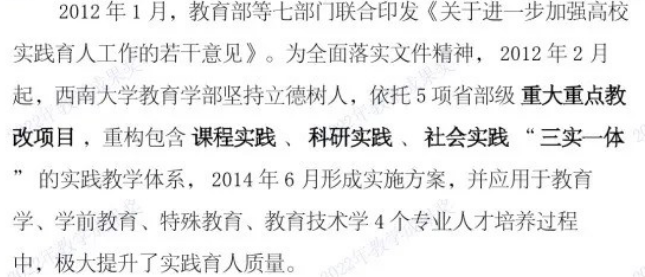 2012 年 1 月，教育部等七部门联合印发《关于进一步加强高校
实践育人工作的若干意见》。为全面落实文件精神， 2012 年 2 月
起，西南大学教育学部坚持立德树人，依托 5 项省部级 重大重点教
改项目 ，重构包含 课程实践 、 科研实践 、 社会实践 “三实一体
” 的实践教学体系， 2014 年 6 月形成实施方案，并应用于教育
学、学前教育、特殊教育、教育技术学 4 个专业人才培养过程
中，极大提升了实践育人质量。